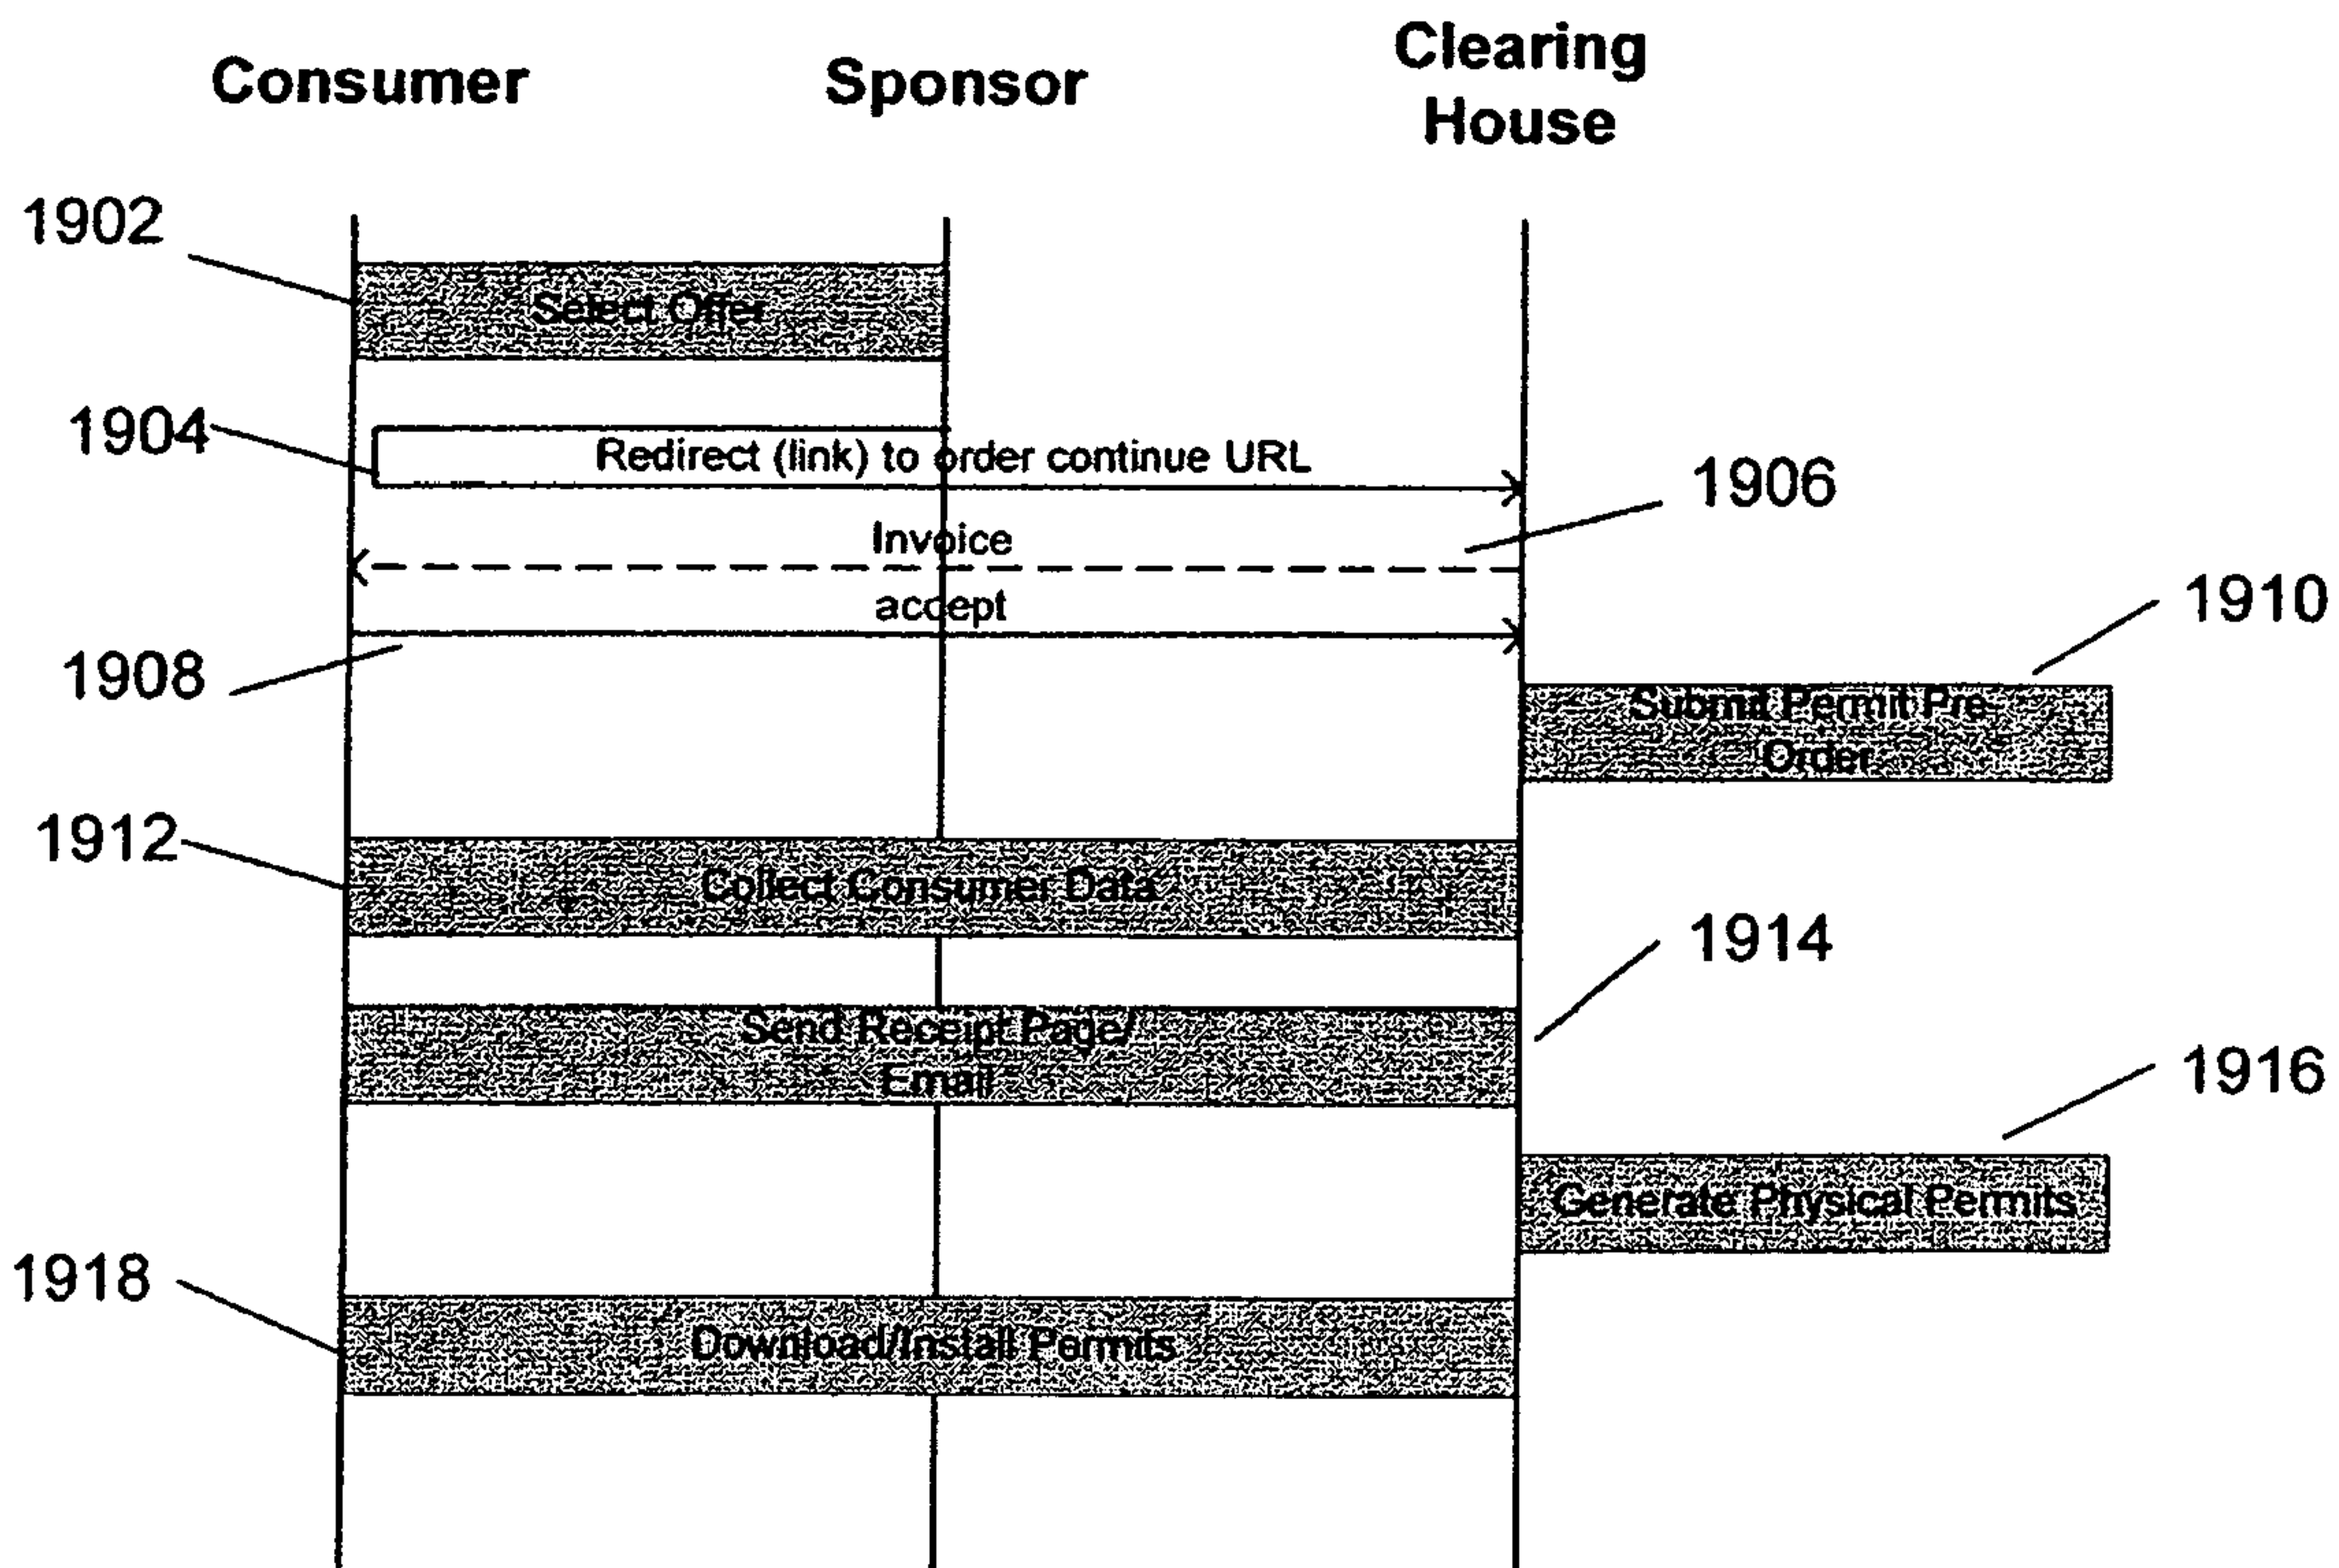 Consumer
Sponsor
Clearing
House
1902
Select Offer
1904
Redirect (link) to order continue URL
1906
Invoice
accept
1908
1910
Submit Permit Pre-
Order
1912
Collect Consumer Data
1914
Send Receipt Page/
Email
1916
Generate Physical Permits
1918
Download/Install Permits